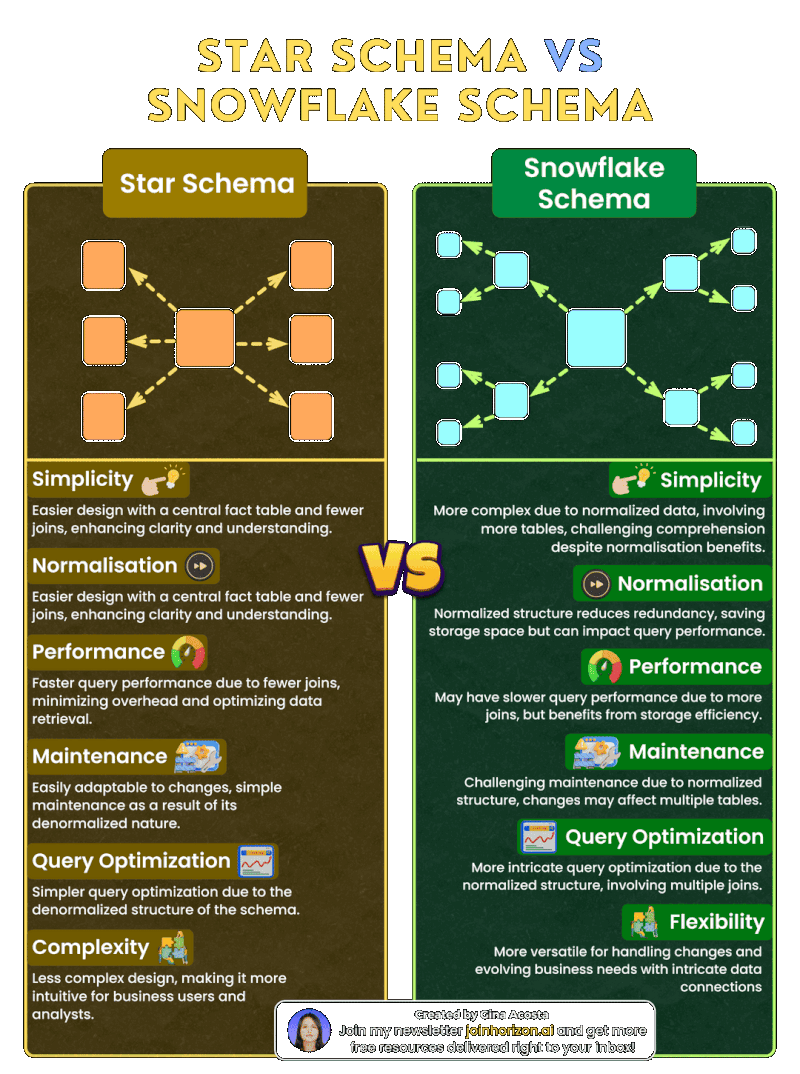 STAR SCHEMA VS
SNOWFLAKE SCHEMA
Star Schema
Simplicity
Easier design with a central fact table and fewer
joins, enhancing clarity and understanding.
Normalisation
Easier design with a central fact table and fewer
joins, enhancing clarity and understanding.
Performance
Faster query performance due to fewer joins,
minimizing overhead and optimizing data
retrieval.
Maintenance
Easily adaptable to changes, simple
maintenance as a result of its
denormalized nature.
Query Optimization
Simpler query optimization due to the
denormalized structure of the schema.
Complexity
Less complex design, making it more
intuitive for business users and
analysts.
VS
Snowflake
Schema
Simplicity
More complex due to normalized data, involving
more tables, challenging comprehension
despite normalisation benefits.
Normalisation
Normalized structure reduces redundancy, saving
storage space but can impact query performance.
Performance
May have slower query performance due to more
joins, but benefits from storage efficiency.
Maintenance
Challenging maintenance due to normalized
structure, changes may affect multiple tables.
Query Optimization
More intricate query optimization due to the
normalized structure, involving multiple joins.
Flexibility
More versatile for handling changes and
evolving business needs with intricate data
connections
Created by Gina Acosta
Join my newsletter joinhorizon.ai and get more
free resources delivered right to your inbox!